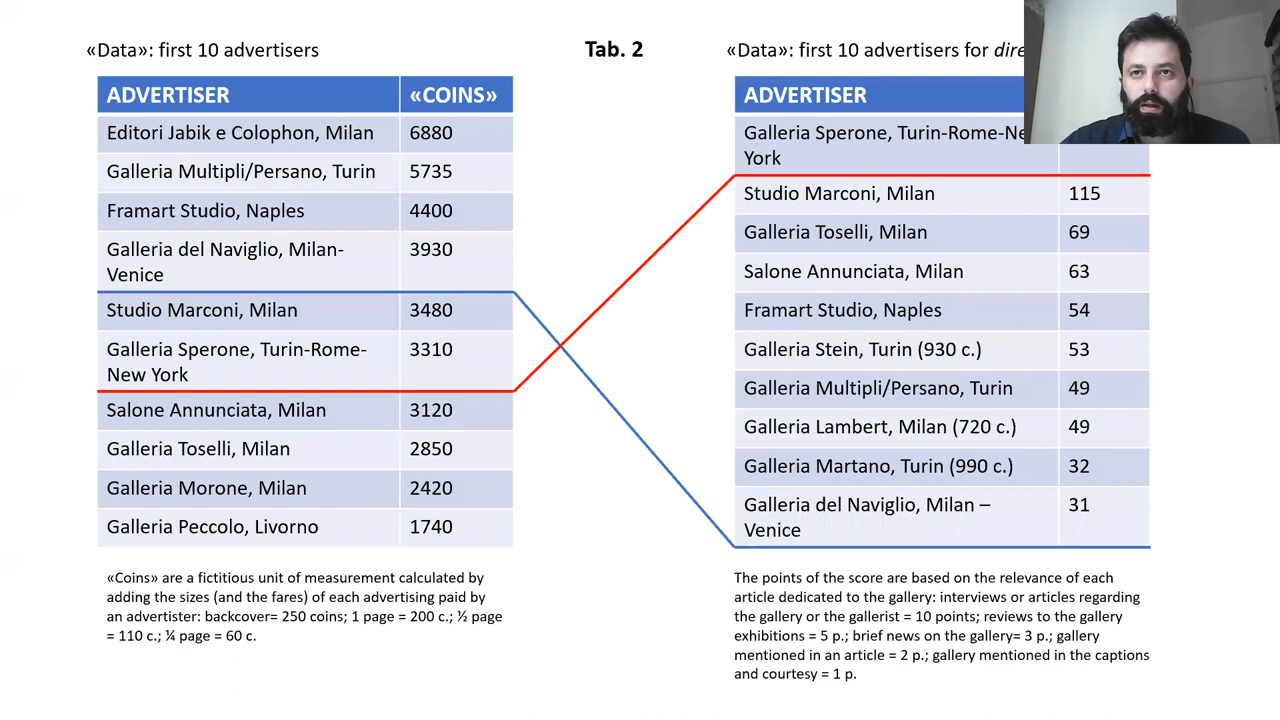 «Data»: first 10 advertisers
Tab. 2
«Data»: first 10 advertisers for
ADVERTISER «COINS»
Editori Jabik e Colophon, Milan 6880
Galleria Multipli/Persano, Turin 5735
Framart Studio, Naples 4400
Galleria del Naviglio, Milan-
Venice 3930
Studio Marconi, Milan 3480
Galleria Sperone, Turin-Rome-
New York 3310
Salone Annunciata, Milan 3120
Galleria Toselli, Milan 2850
Galleria Morone, Milan 2420
Galleria Peccolo, Livorno 1740
«Coins» are a fictitious unit of measurement calculated by
adding the sizes (and the fares) of each advertising paid by
an advertister: backcover= 250 coins; 1 page = 200 c.; ½ page
= 110 c.; ¼ page = 60 c.
ADVERTISER
Galleria Sperone, Turin-Rome-
York
Studio Marconi, Milan 115
Galleria Toselli, Milan 69
Salone Annunciata, Milan 63
Framart Studio, Naples 54
Galleria Stein, Turin (930 c.) 53
Galleria Multipli/Persano, Turin 49
Galleria Lambert, Milan (720 c.) 49
Galleria Martano, Turin (990 c.) 32
Galleria del Naviglio, Milan –
Venice 31
The points of the score are based on the relevance of each
article dedicated to the gallery: interviews or articles regarding
the gallery or the gallerist = 10 points; reviews to the gallery
exhibitions = 5 p.; brief news on the gallery= 3 p.; gallery
mentioned in an article = 2 p.; gallery mentioned in the captions
and courtesy = 1 p.